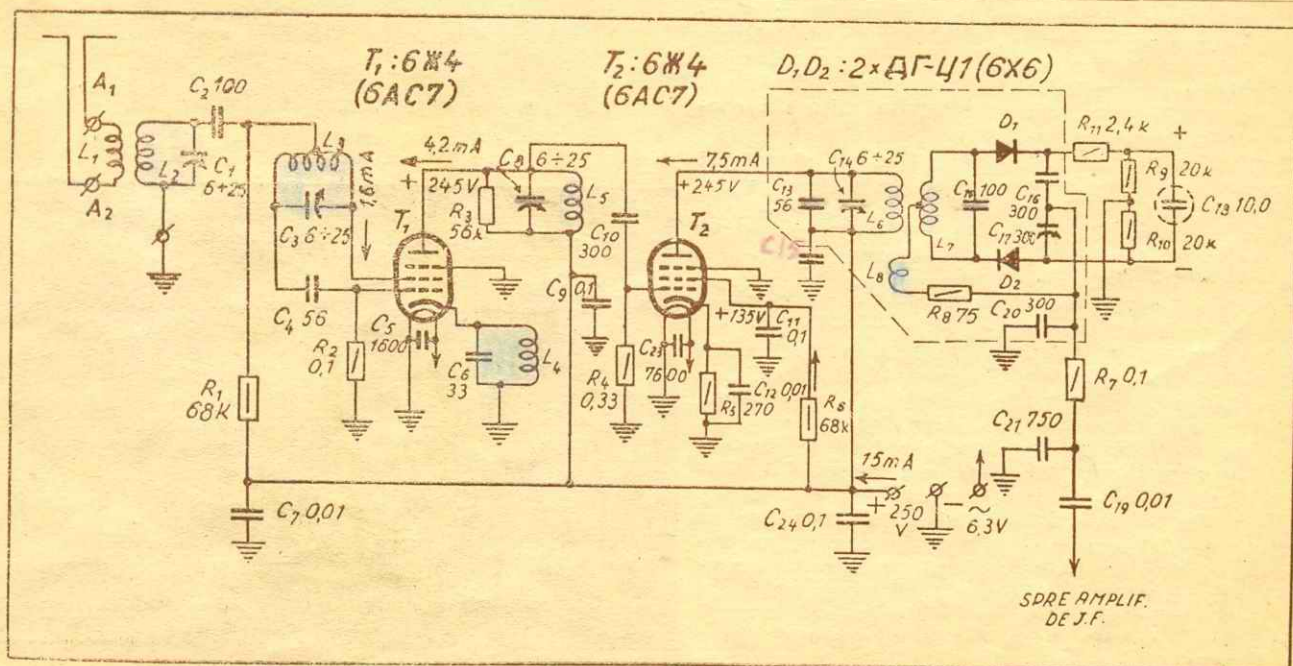 T₁ : 6Ж4
(6AC7)
T₂ : 6Ж4
(6AC7)
D₁D₂ : 2×ДГ-Ц1 (6X6)
A₁
A₂
L₁
L₂
C₁
6÷25
C₂ 100
L₃
C₃ 6÷25
1,6mA
C₄ 56
R₂
0,1
R₁
68K
C₇ 0,01
4,2mA
+
245V
T₁
C₅
1600
C₆
33
L₄
R₃
56k
C₈
6÷25
L₅
C₉ 0,1
C₁₀
300
R₄
0,33
7,5mA
+245V
T₂
+135V
C₂₃
7600
R₅
270
C₁₂ 0,01
C₁₁
0,1
R₆
68k
C₁₃
56
C₁₄ 6÷25
L₆
C15
L₇
L₈
100
D₁
D₂
C₁₆
300
C₁₇ 300
R₈ 75
C₂₀ 300
R₁₁ 2,4k
+
R₉
20k
R₁₀
20k
−
10,0
R₇ 0,1
C₂₁ 750
C₁₉ 0,01
15mA
+ 250
V
−
~
6,3V
C₂₄ 0,1
SPRE AMPLIF.
DE J.F.